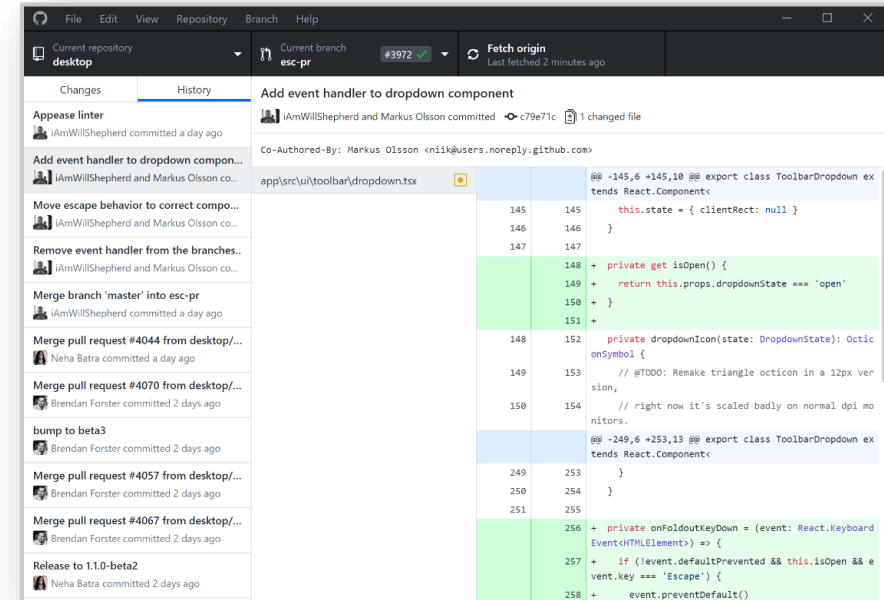 File Edit View Repository Branch Help
Current repository
desktop
Current branch
esc-pr
#3972
Fetch origin
Last fetched 2 minutes ago
Changes History
Appease linter
iAmWillShepherd committed a day ago
Add event handler to dropdown compon...
iAmWillShepherd and Markus Olsson co...
Move escape behavior to correct compo...
iAmWillShepherd and Markus Olsson co...
Remove event handler from the branches..
iAmWillShepherd and Markus Olsson co...
Merge branch 'master' into esc-pr
iAmWillShepherd committed a day ago
Merge pull request #4044 from desktop/...
Neha Batra committed a day ago
Merge pull request #4070 from desktop/...
Brendan Forster committed 2 days ago
bump to beta3
Brendan Forster committed 2 days ago
Merge pull request #4057 from desktop/...
Brendan Forster committed 2 days ago
Merge pull request #4067 from desktop/...
Brendan Forster committed 2 days ago
Release to 1.1.0-beta2
Neha Batra committed 2 days ago
Add event handler to dropdown component
iAmWillShepherd and Markus Olsson committed c79e71c 1 changed file
Co-Authored-By: Markus Olsson <niik@users.noreply.github.com>
app\src\ui\toolbar\dropdown.tsx
@@ -145,6 +145,10 @@ export class ToolbarDropdown ex
tends React.Component<
145 145 this.state = { clientRect: null }
146 146 }
147 147
148 + private get isOpen() {
149 + return this.props.dropdownState === 'open'
150 + }
151 +
148 152 private dropdownIcon(state: DropdownState): Octic
onSymbol {
149 153 // @TODO: Remake triangle octicon in a 12px ver
sion,
150 154 // right now it's scaled badly on normal dpi mo
nitors.
@@ -249,6 +253,13 @@ export class ToolbarDropdown ex
tends React.Component<
249 253 }
250 254 }
251 255
256 + private onFoldoutKeyDown = (event: React.Keyboard
Event<HTMLElement>) => {
257 + if (!event.defaultPrevented && this.isOpen && e
vent.key === 'Escape') {
258 + event.preventDefault()